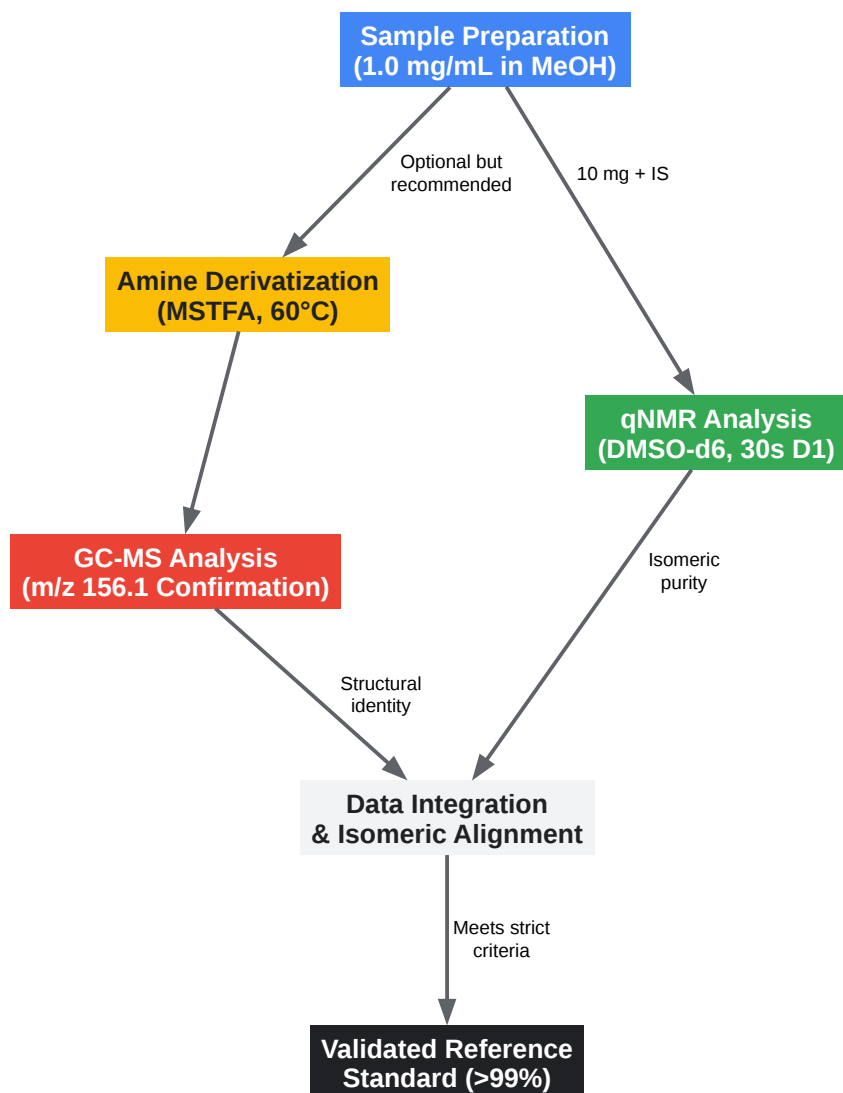 Sample Preparation
(1.0 mg/mL in MeOH)
Optional but
recommended
10 mg + IS
Amine Derivatization
(MSTFA, 60°C)
qNMR Analysis
(DMSO-d6, 30s D1)
GC-MS Analysis
(m/z 156.1 Confirmation)
Isomeric
purity
Structural
identity
Data Integration
& Isomeric Alignment
Meets strict
criteria
Validated Reference
Standard (>99%)